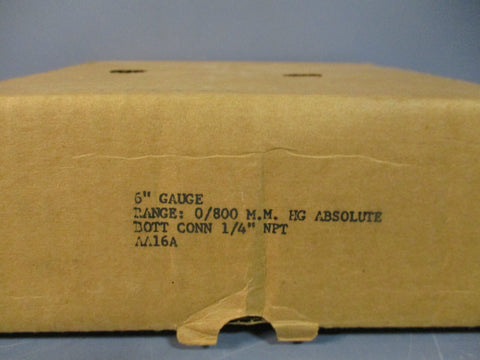 6" GAUGE
RANGE: 0/800 M.M. HG ABSOLUTE
BOTT CONN 1/4" NPT
AA16A